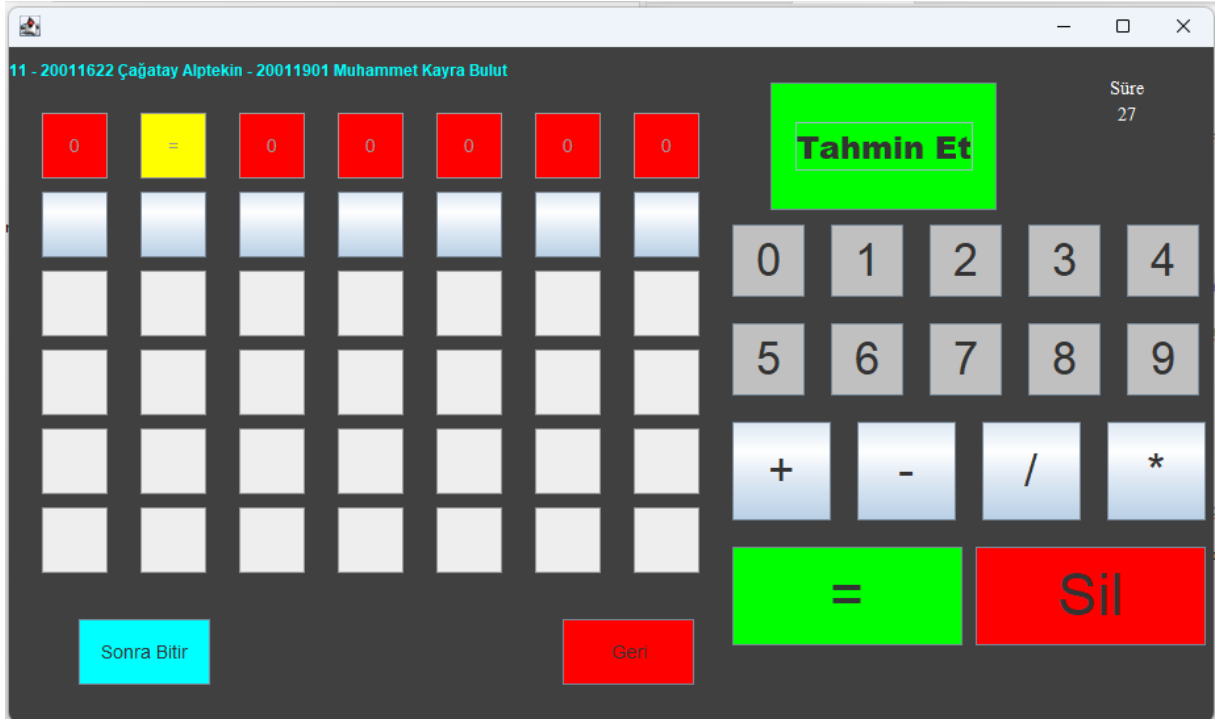 11 - 20011622 Çağatay Alptekin - 20011901 Muhammet Kayra Bulut
Süre
27
0 = 0 0 0 0 0
Tahmin Et
0 1 2 3 4
5 6 7 8 9
+ - / *
= Sil
Sonra Bitir
Geri